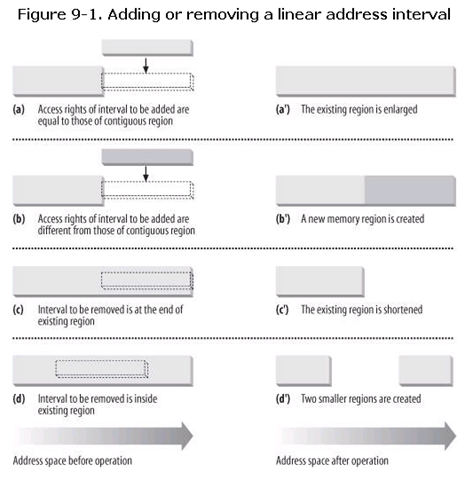 Figure 9-1. Adding or removing a linear address interval
(a) Access rights of interval to be added are
equal to those of contiguous region
(a') The existing region is enlarged
(b) Access rights of interval to be added are
different from those of contiguous region
(b') A new memory region is created
(c) Interval to be removed is at the end of
existing region
(c') The existing region is shortened
(d) Interval to be removed is inside
existing region
(d') Two smaller regions are created
Address space before operation
Address space after operation